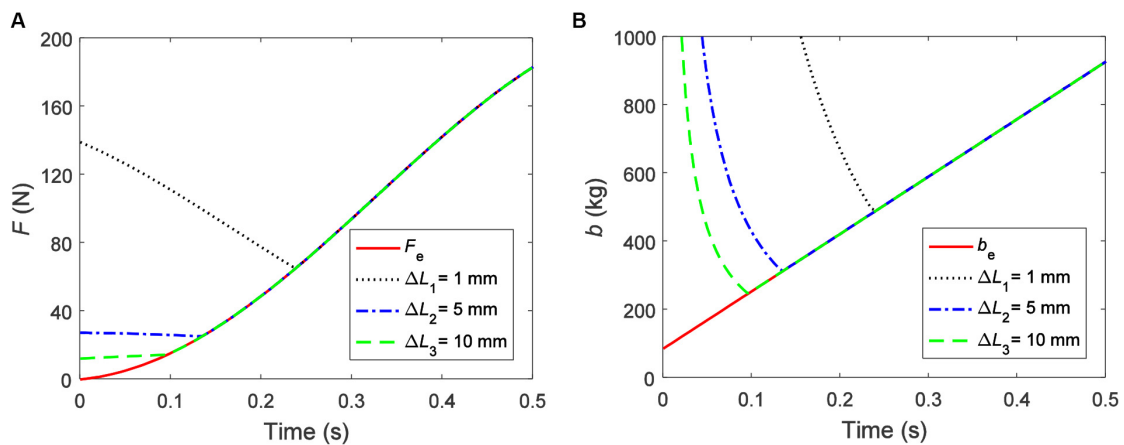 A
F (N)
200
160
120
80
40
0
Fe
ΔL1= 1 mm
ΔL2= 5 mm
ΔL3= 10 mm
0 0.1 0.2 0.3 0.4 0.5
Time (s)
B
b (kg)
1000
800
600
400
200
0
be
ΔL1= 1 mm
ΔL2= 5 mm
ΔL3= 10 mm
0 0.1 0.2 0.3 0.4 0.5
Time (s)